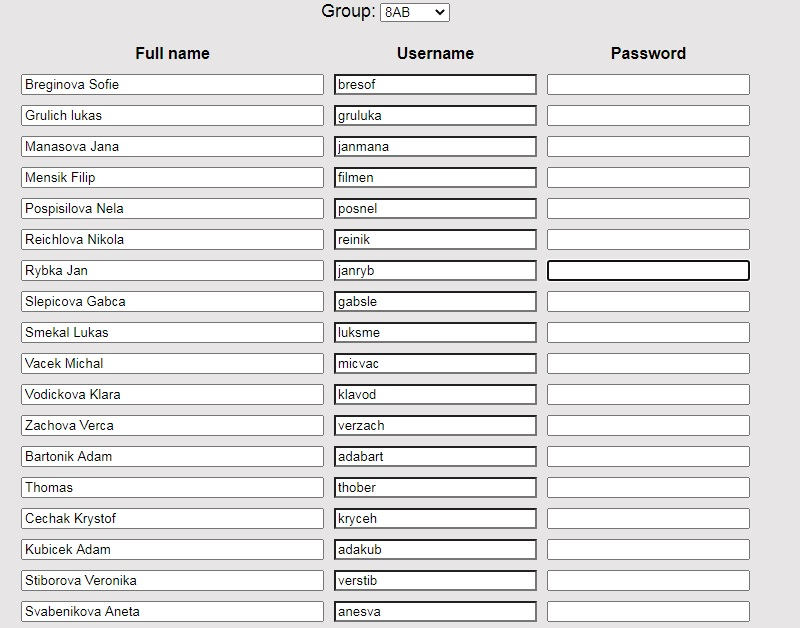 Group: 8AB
Full name Username Password
Breginova Sofie bresof
Grulich lukas gruluka
Manasova Jana janmana
Mensik Filip filmen
Pospisilova Nela posnel
Reichlova Nikola reinik
Rybka Jan janryb
Slepicova Gabca gabsle
Smekal Lukas luksme
Vacek Michal micvac
Vodickova Klara klavod
Zachova Verca verzach
Bartonik Adam adabart
Thomas thober
Cechak Krystof kryceh
Kubicek Adam adakub
Stiborova Veronika verstib
Svabenikova Aneta anesva